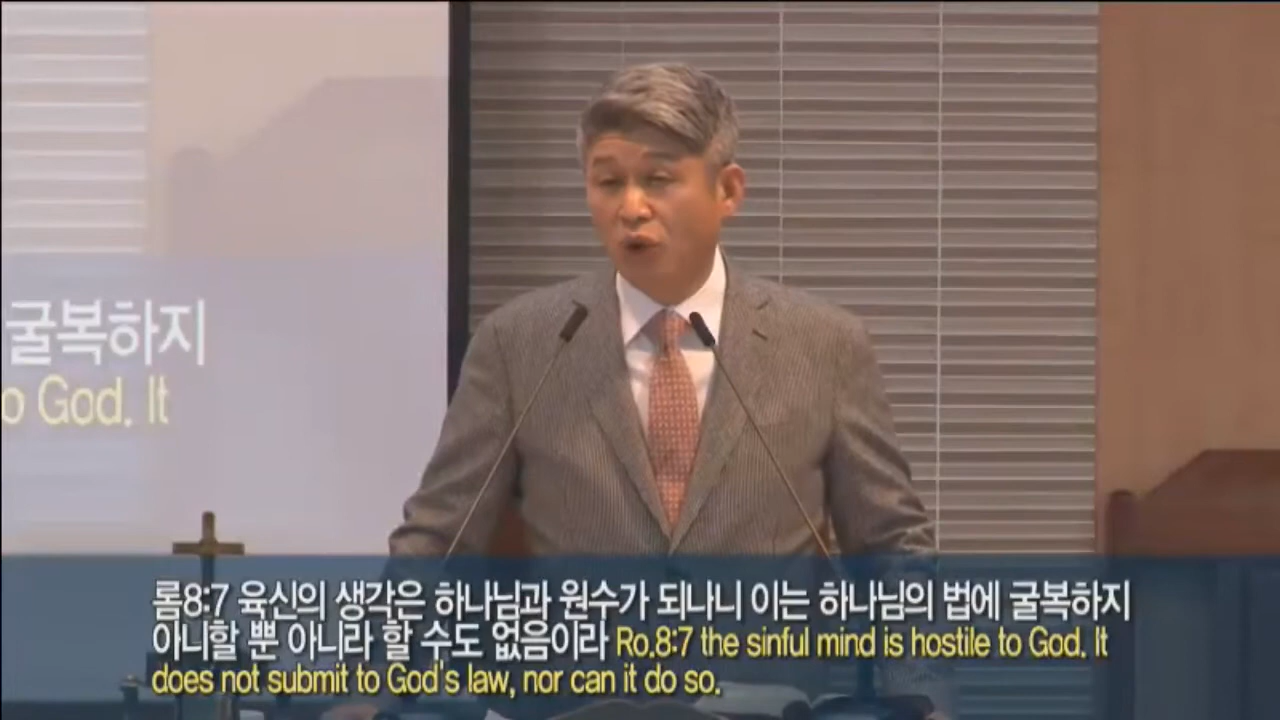 굴복하지
o God. It
롬8:7 육신의 생각은 하나님과 원수가 되나니 이는 하나님의 법에 굴복하지
아니할 뿐 아니라 할 수도 없음이라 Ro.8:7 the sinful mind is hostile to God. It
does not submit to God's law, nor can it do so.